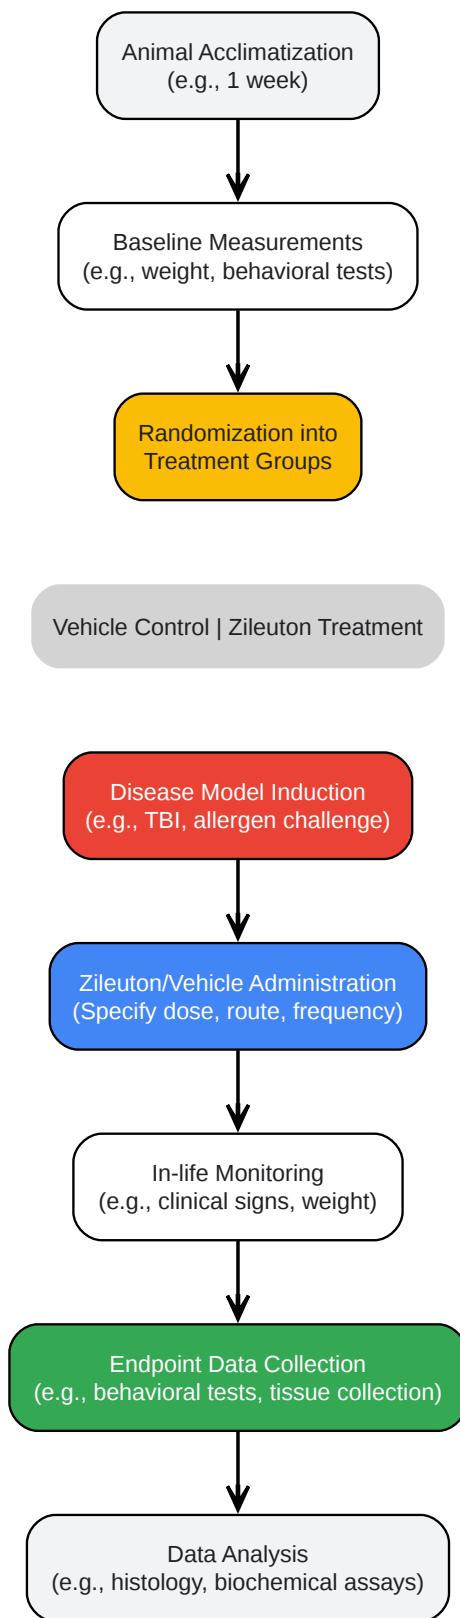 Animal Acclimatization
(e.g., 1 week)
Baseline Measurements
(e.g., weight, behavioral tests)
Randomization into
Treatment Groups
Vehicle Control | Zileuton Treatment
Disease Model Induction
(e.g., TBI, allergen challenge)
Zileuton/Vehicle Administration
(Specify dose, route, frequency)
In-life Monitoring
(e.g., clinical signs, weight)
Endpoint Data Collection
(e.g., behavioral tests, tissue collection)
Data Analysis
(e.g., histology, biochemical assays)